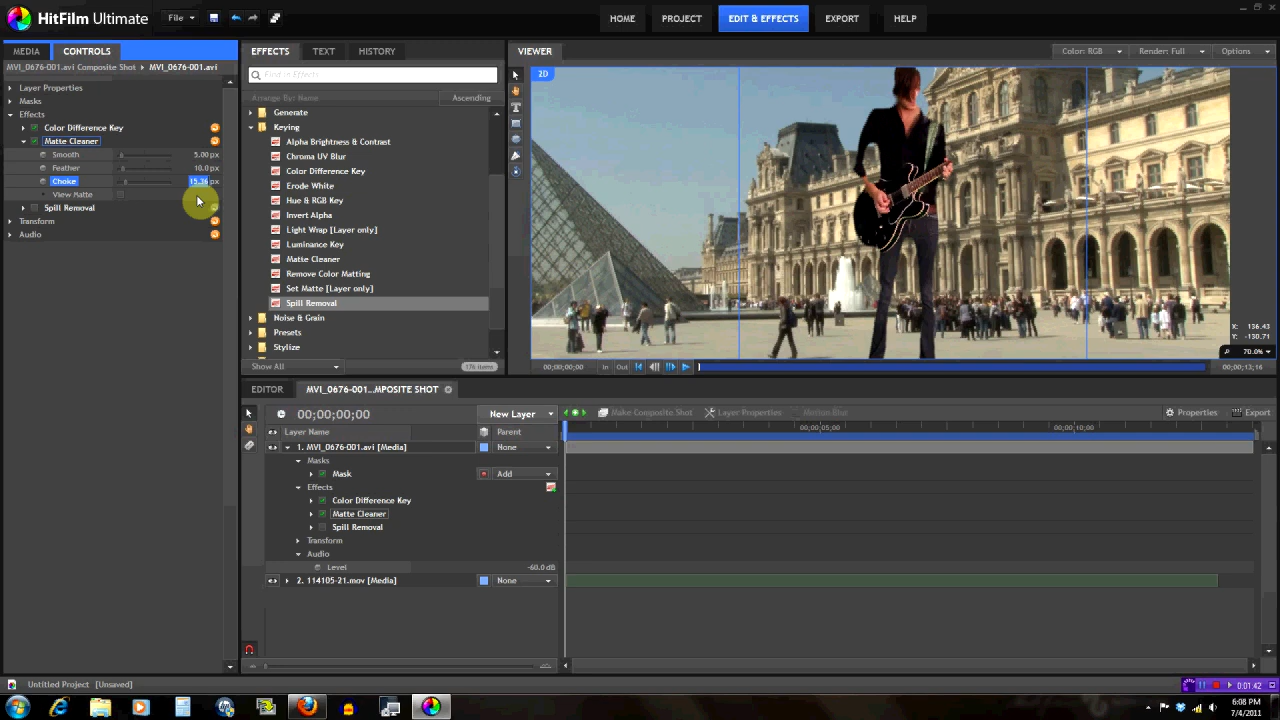 HitFilm Ultimate
File
HOME
PROJECT
EDIT & EFFECTS
EXPORT
HELP
MEDIA
CONTROLS
MVI_0676-001.avi Composite Shot
MVI_0676-001.avi
Layer Properties
Masks
Effects
Color Difference Key
Matte Cleaner
Smooth 5.00 px
Feather 10.0 px
Choke 15.36 px
View Matte
Spill Removal
Transform
Audio
EFFECTS
TEXT
HISTORY
Find in Effects
Arrange By: Name
Ascending
Generate
Keying
Alpha Brightness & Contrast
Chroma UV Blur
Color Difference Key
Erode White
Hue & RGB Key
Invert Alpha
Light Wrap [Layer only]
Luminance Key
Matte Cleaner
Remove Color Matting
Set Matte [Layer only]
Spill Removal
Noise & Grain
Presets
Stylize
Show All
176 items
VIEWER
Color: RGB
Render: Full
Options
2D
X: 136.43
Y: -130.71
70.0%
00;00;00;00
In
Out
00;00;13;16
EDITOR
MVI_0676-001...MPOSITE SHOT
00;00;00;00
New Layer
Make Composite Shot
Layer Properties
Motion Blur
Properties
Export
Layer Name
Parent
00;00;05;00
00;00;10;00
1. MVI_0676-001.avi [Media]
None
Masks
Mask
Add
Effects
Color Difference Key
Matte Cleaner
Spill Removal
Transform
Audio
Level -60.0 dB
2. 114105-21.mov [Media]
None
Untitled Project [Unsaved]
0:01:42
6:08 PM
7/4/2011